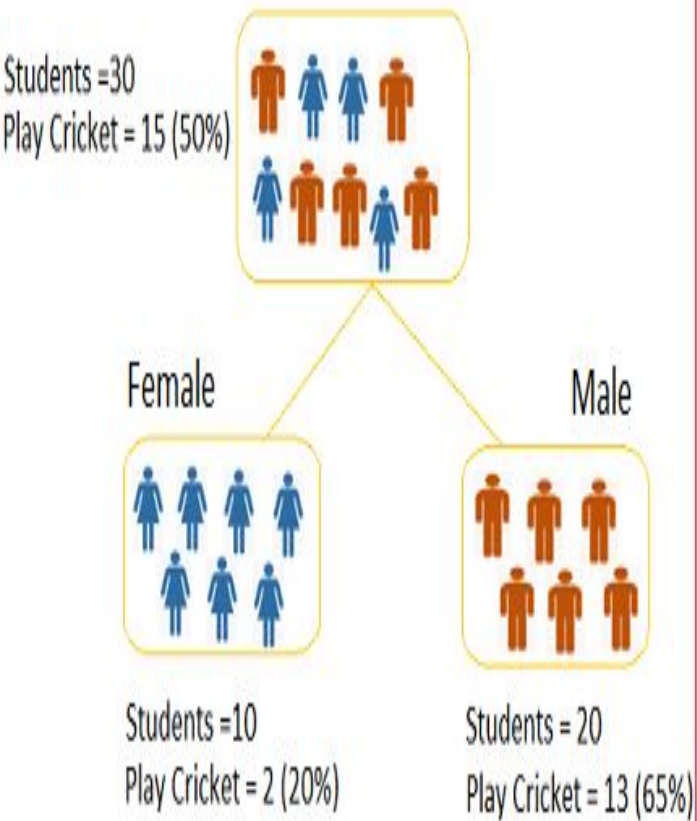 Students =30
Play Cricket = 15 (50%)
Female
Male
Students =10
Play Cricket = 2 (20%)
Students = 20
Play Cricket = 13 (65%)